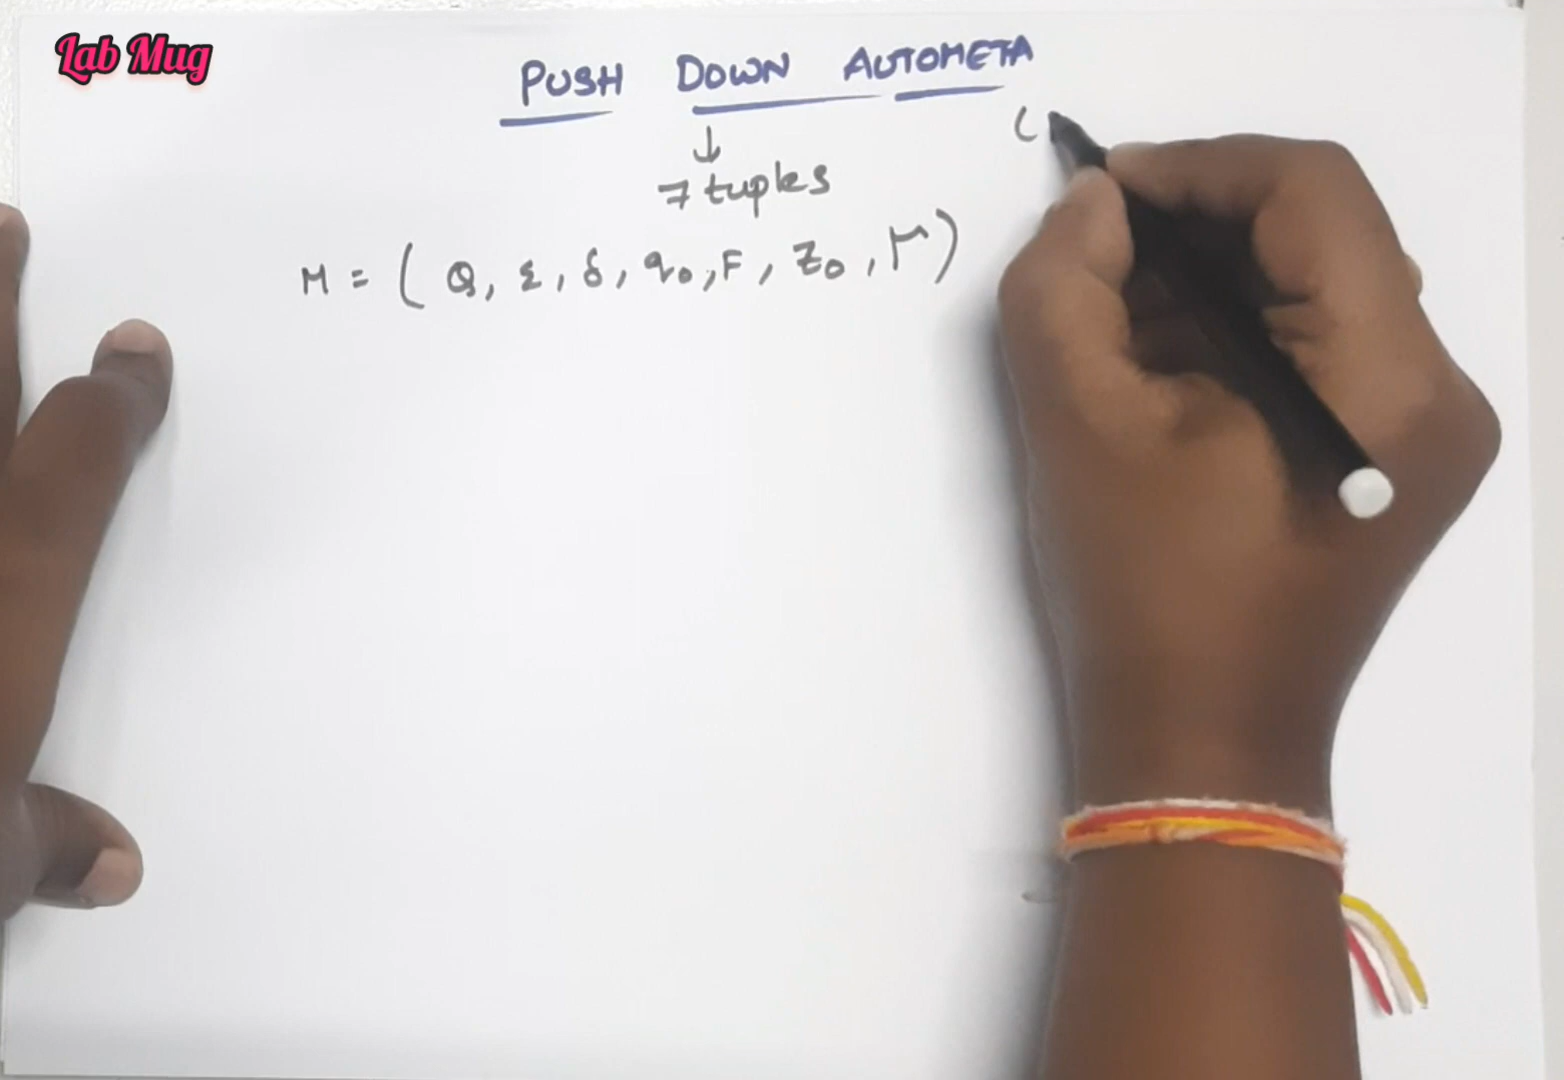 Lab Mug
PUSH DOWN AUTOMETA
(
↓
7 tuples
M = ( Q, Σ, δ, q0, F, Z0, Γ)